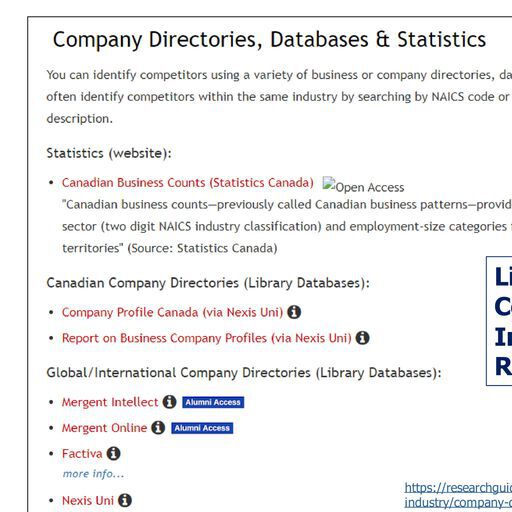 Company Directories, Databases & Statistics
You can identify competitors using a variety of business or company directories, da
often identify competitors within the same industry by searching by NAICS code or
description.
Statistics (website):
• Canadian Business Counts (Statistics Canada) Open Access
"Canadian business counts—previously called Canadian business patterns—provid
sector (two digit NAICS industry classification) and employment-size categories
territories" (Source: Statistics Canada)
Canadian Company Directories (Library Databases):
• Company Profile Canada (via Nexis Uni)
• Report on Business Company Profiles (via Nexis Uni)
Global/International Company Directories (Library Databases):
• Mergent Intellect Alumni Access
• Mergent Online Alumni Access
• Factiva
more info...
• Nexis Uni
Li
C
I
R
https://researchguid
industry/company-